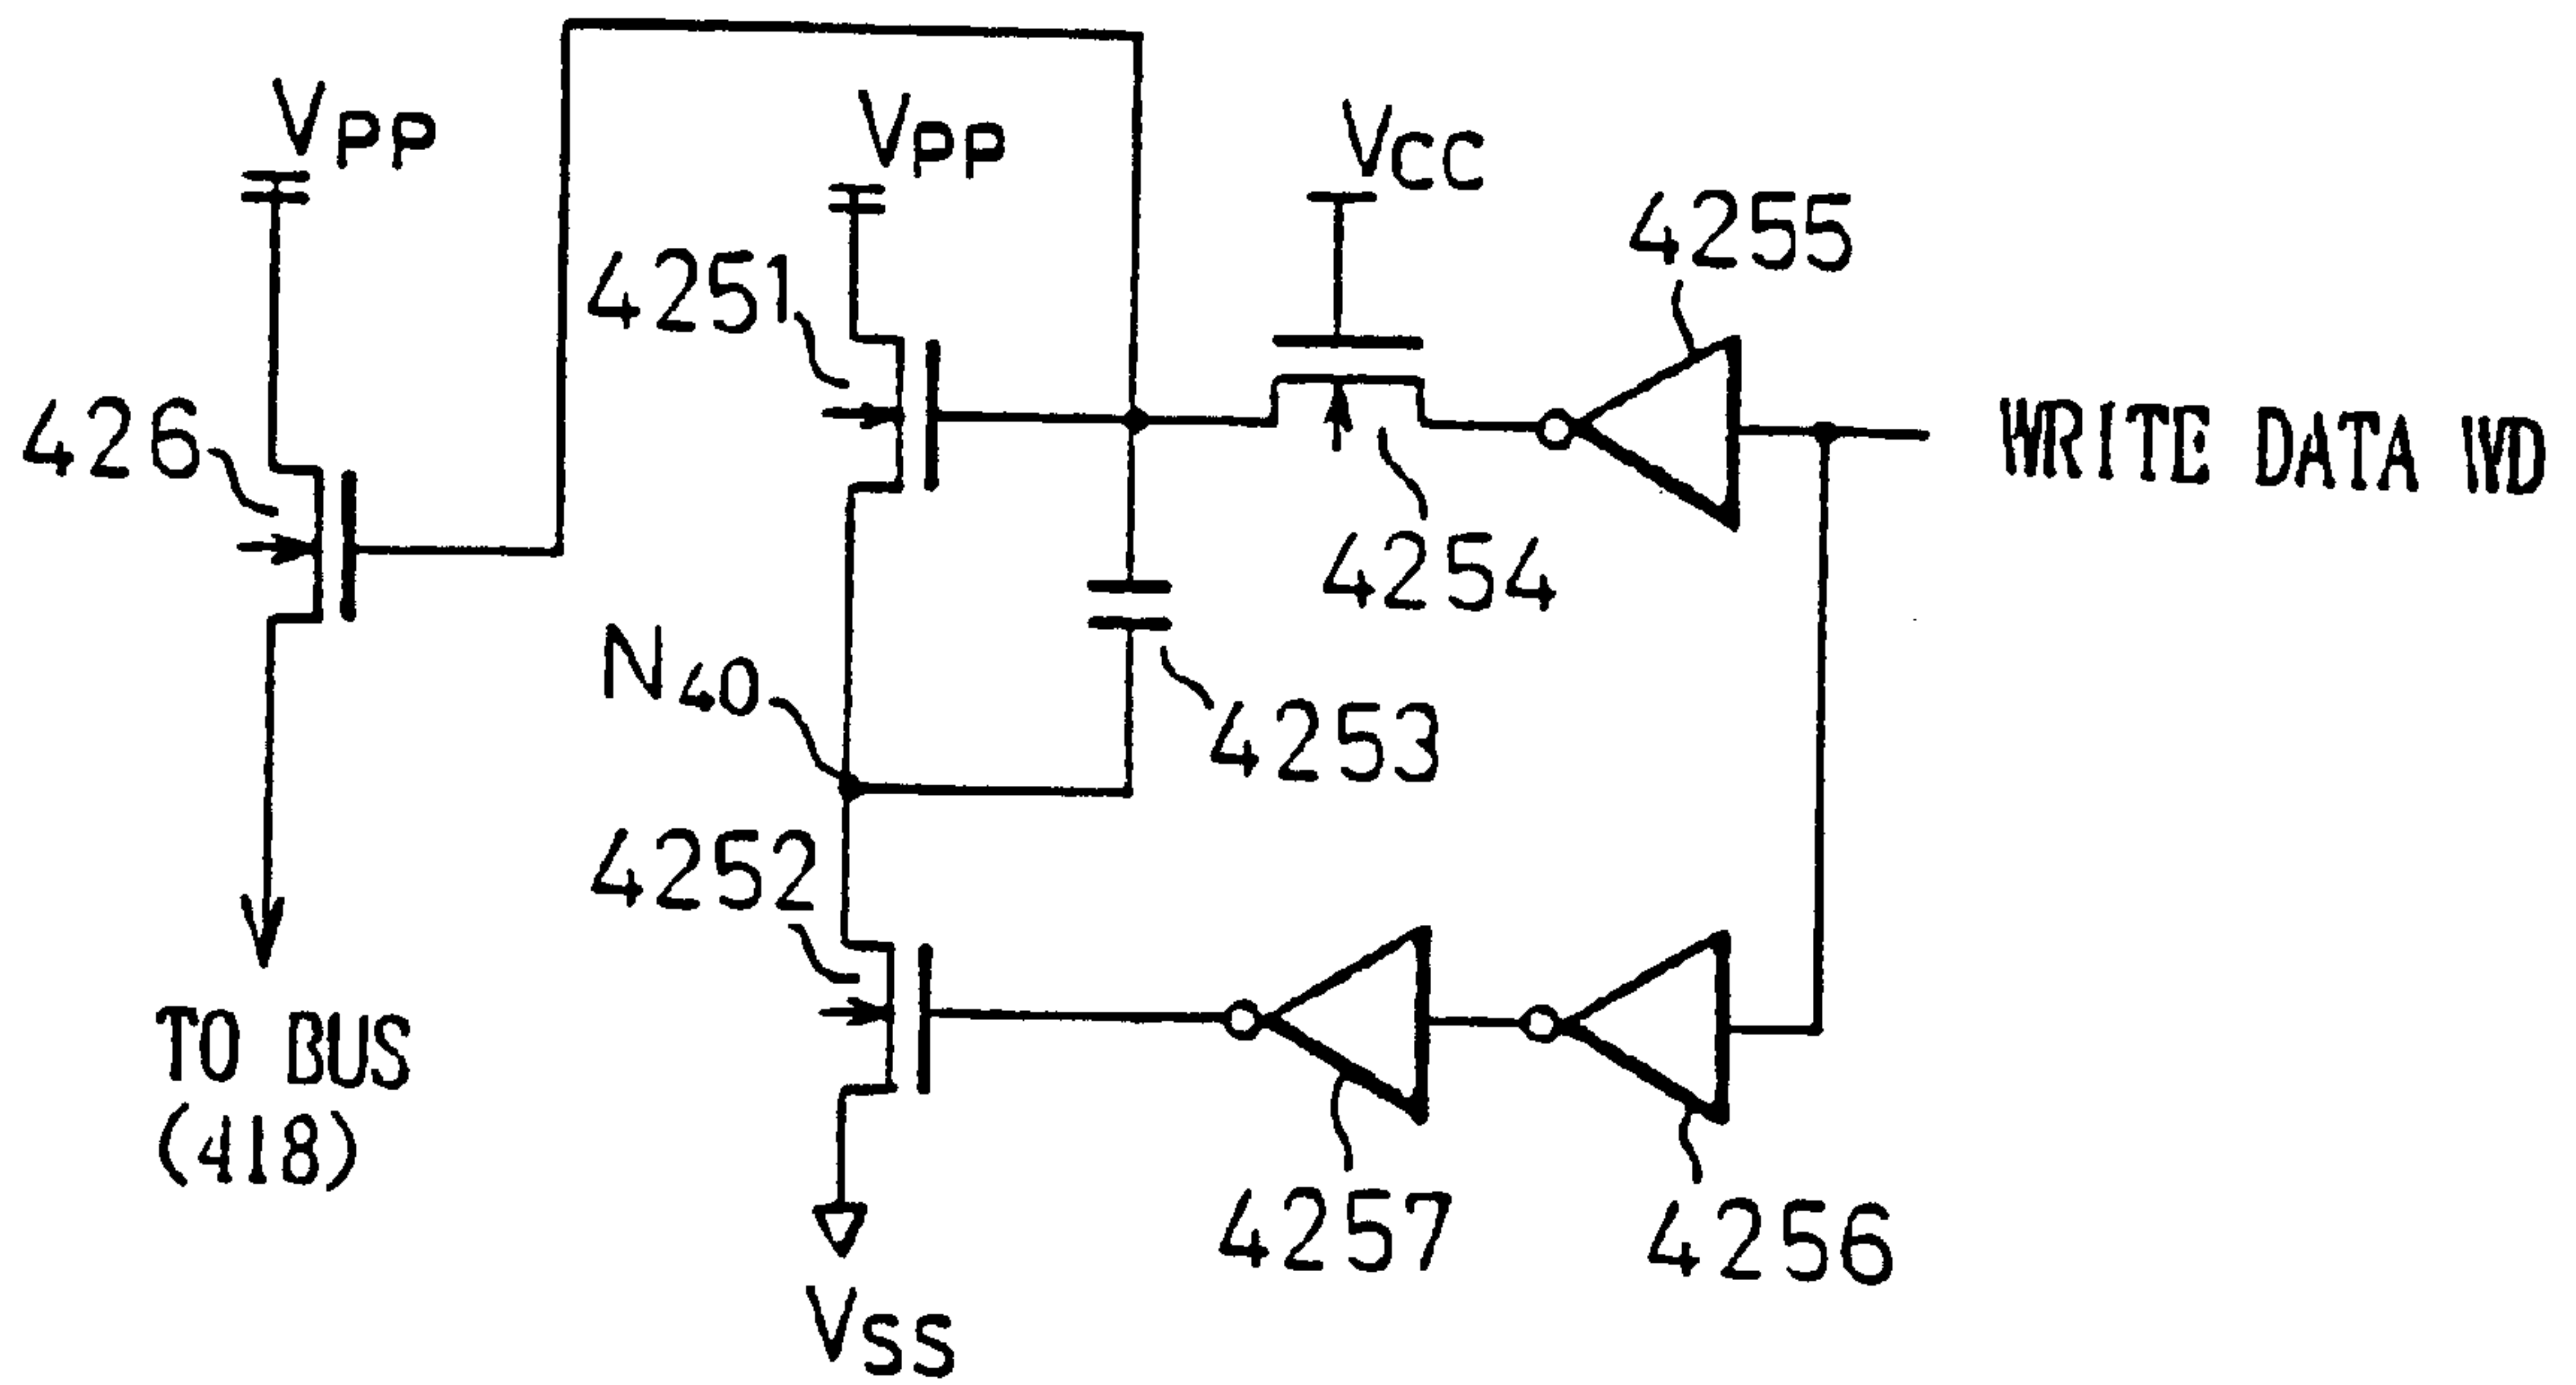 VPP
VPP
VCC
4255
4251
426
WRITE DATA WD
4254
N40
4253
4252
TO BUS
(418)
4257
4256
VSS